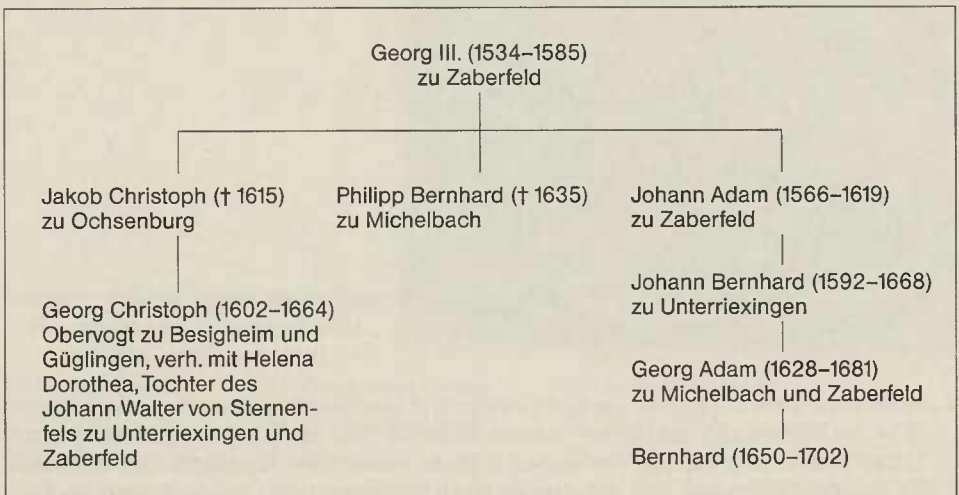 Georg III. (1534–1585)
zu Zaberfeld
Jakob Christoph († 1615)
zu Ochsenburg
Philipp Bernhard († 1635)
zu Michelbach
Johann Adam (1566–1619)
zu Zaberfeld
Georg Christoph (1602–1664)
Obervogt zu Besigheim und
Güglingen, verh. mit Helena
Dorothea, Tochter des
Johann Walter von Sternen-
fels zu Unterriexingen und
Zaberfeld
Johann Bernhard (1592–1668)
zu Unterriexingen
Georg Adam (1628–1681)
zu Michelbach und Zaberfeld
Bernhard (1650–1702)